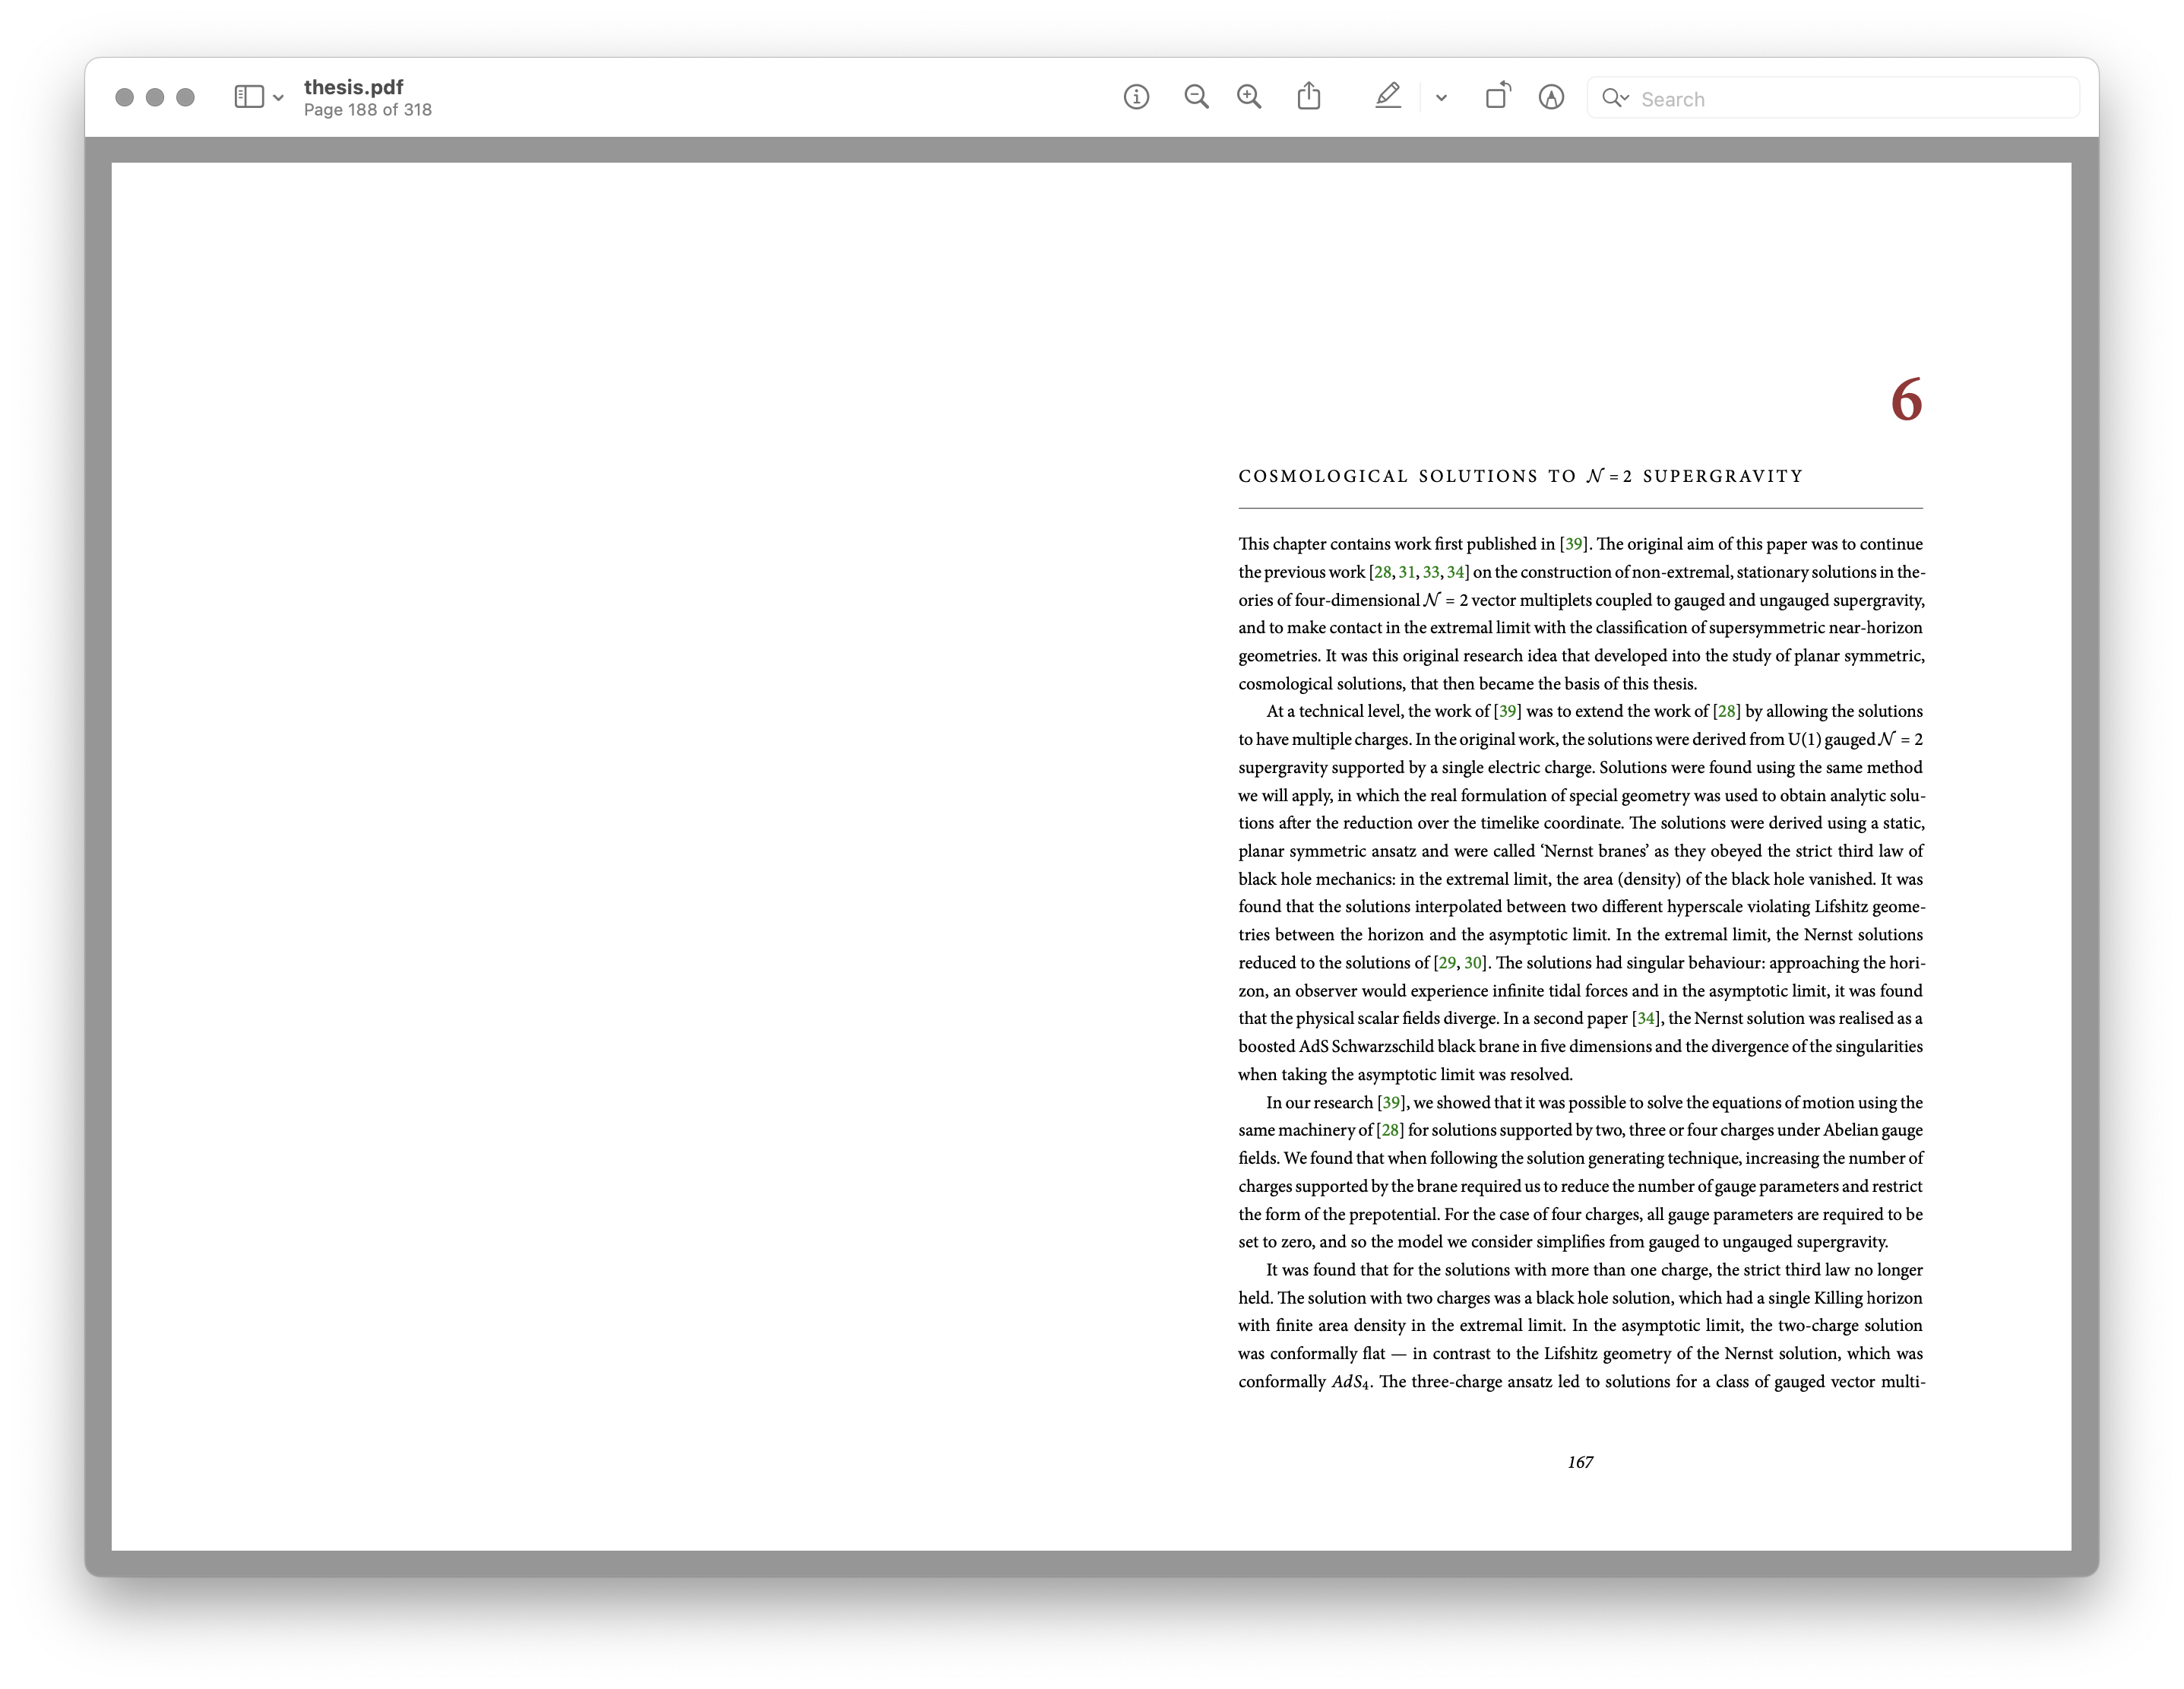 thesis.pdf
Page 188 of 318
Search
6
COSMOLOGICAL SOLUTIONS TO 𝒩 = 2 SUPERGRAVITY
This chapter contains work first published in [39]. The original aim of this paper was to continue
the previous work [28, 31, 33, 34] on the construction of non-extremal, stationary solutions in the-
ories of four-dimensional 𝒩 = 2 vector multiplets coupled to gauged and ungauged supergravity,
and to make contact in the extremal limit with the classification of supersymmetric near-horizon
geometries. It was this original research idea that developed into the study of planar symmetric,
cosmological solutions, that then became the basis of this thesis.
At a technical level, the work of [39] was to extend the work of [28] by allowing the solutions
to have multiple charges. In the original work, the solutions were derived from U(1) gauged 𝒩 = 2
supergravity supported by a single electric charge. Solutions were found using the same method
we will apply, in which the real formulation of special geometry was used to obtain analytic solu-
tions after the reduction over the timelike coordinate. The solutions were derived using a static,
planar symmetric ansatz and were called ‘Nernst branes’ as they obeyed the strict third law of
black hole mechanics: in the extremal limit, the area (density) of the black hole vanished. It was
found that the solutions interpolated between two different hyperscale violating Lifshitz geome-
tries between the horizon and the asymptotic limit. In the extremal limit, the Nernst solutions
reduced to the solutions of [29, 30]. The solutions had singular behaviour: approaching the hori-
zon, an observer would experience infinite tidal forces and in the asymptotic limit, it was found
that the physical scalar fields diverge. In a second paper [34], the Nernst solution was realised as a
boosted AdS Schwarzschild black brane in five dimensions and the divergence of the singularities
when taking the asymptotic limit was resolved.
In our research [39], we showed that it was possible to solve the equations of motion using the
same machinery of [28] for solutions supported by two, three or four charges under Abelian gauge
fields. We found that when following the solution generating technique, increasing the number of
charges supported by the brane required us to reduce the number of gauge parameters and restrict
the form of the prepotential. For the case of four charges, all gauge parameters are required to be
set to zero, and so the model we consider simplifies from gauged to ungauged supergravity.
It was found that for the solutions with more than one charge, the strict third law no longer
held. The solution with two charges was a black hole solution, which had a single Killing horizon
with finite area density in the extremal limit. In the asymptotic limit, the two-charge solution
was conformally flat — in contrast to the Lifshitz geometry of the Nernst solution, which was
conformally AdS₄. The three-charge ansatz led to solutions for a class of gauged vector multi-
167